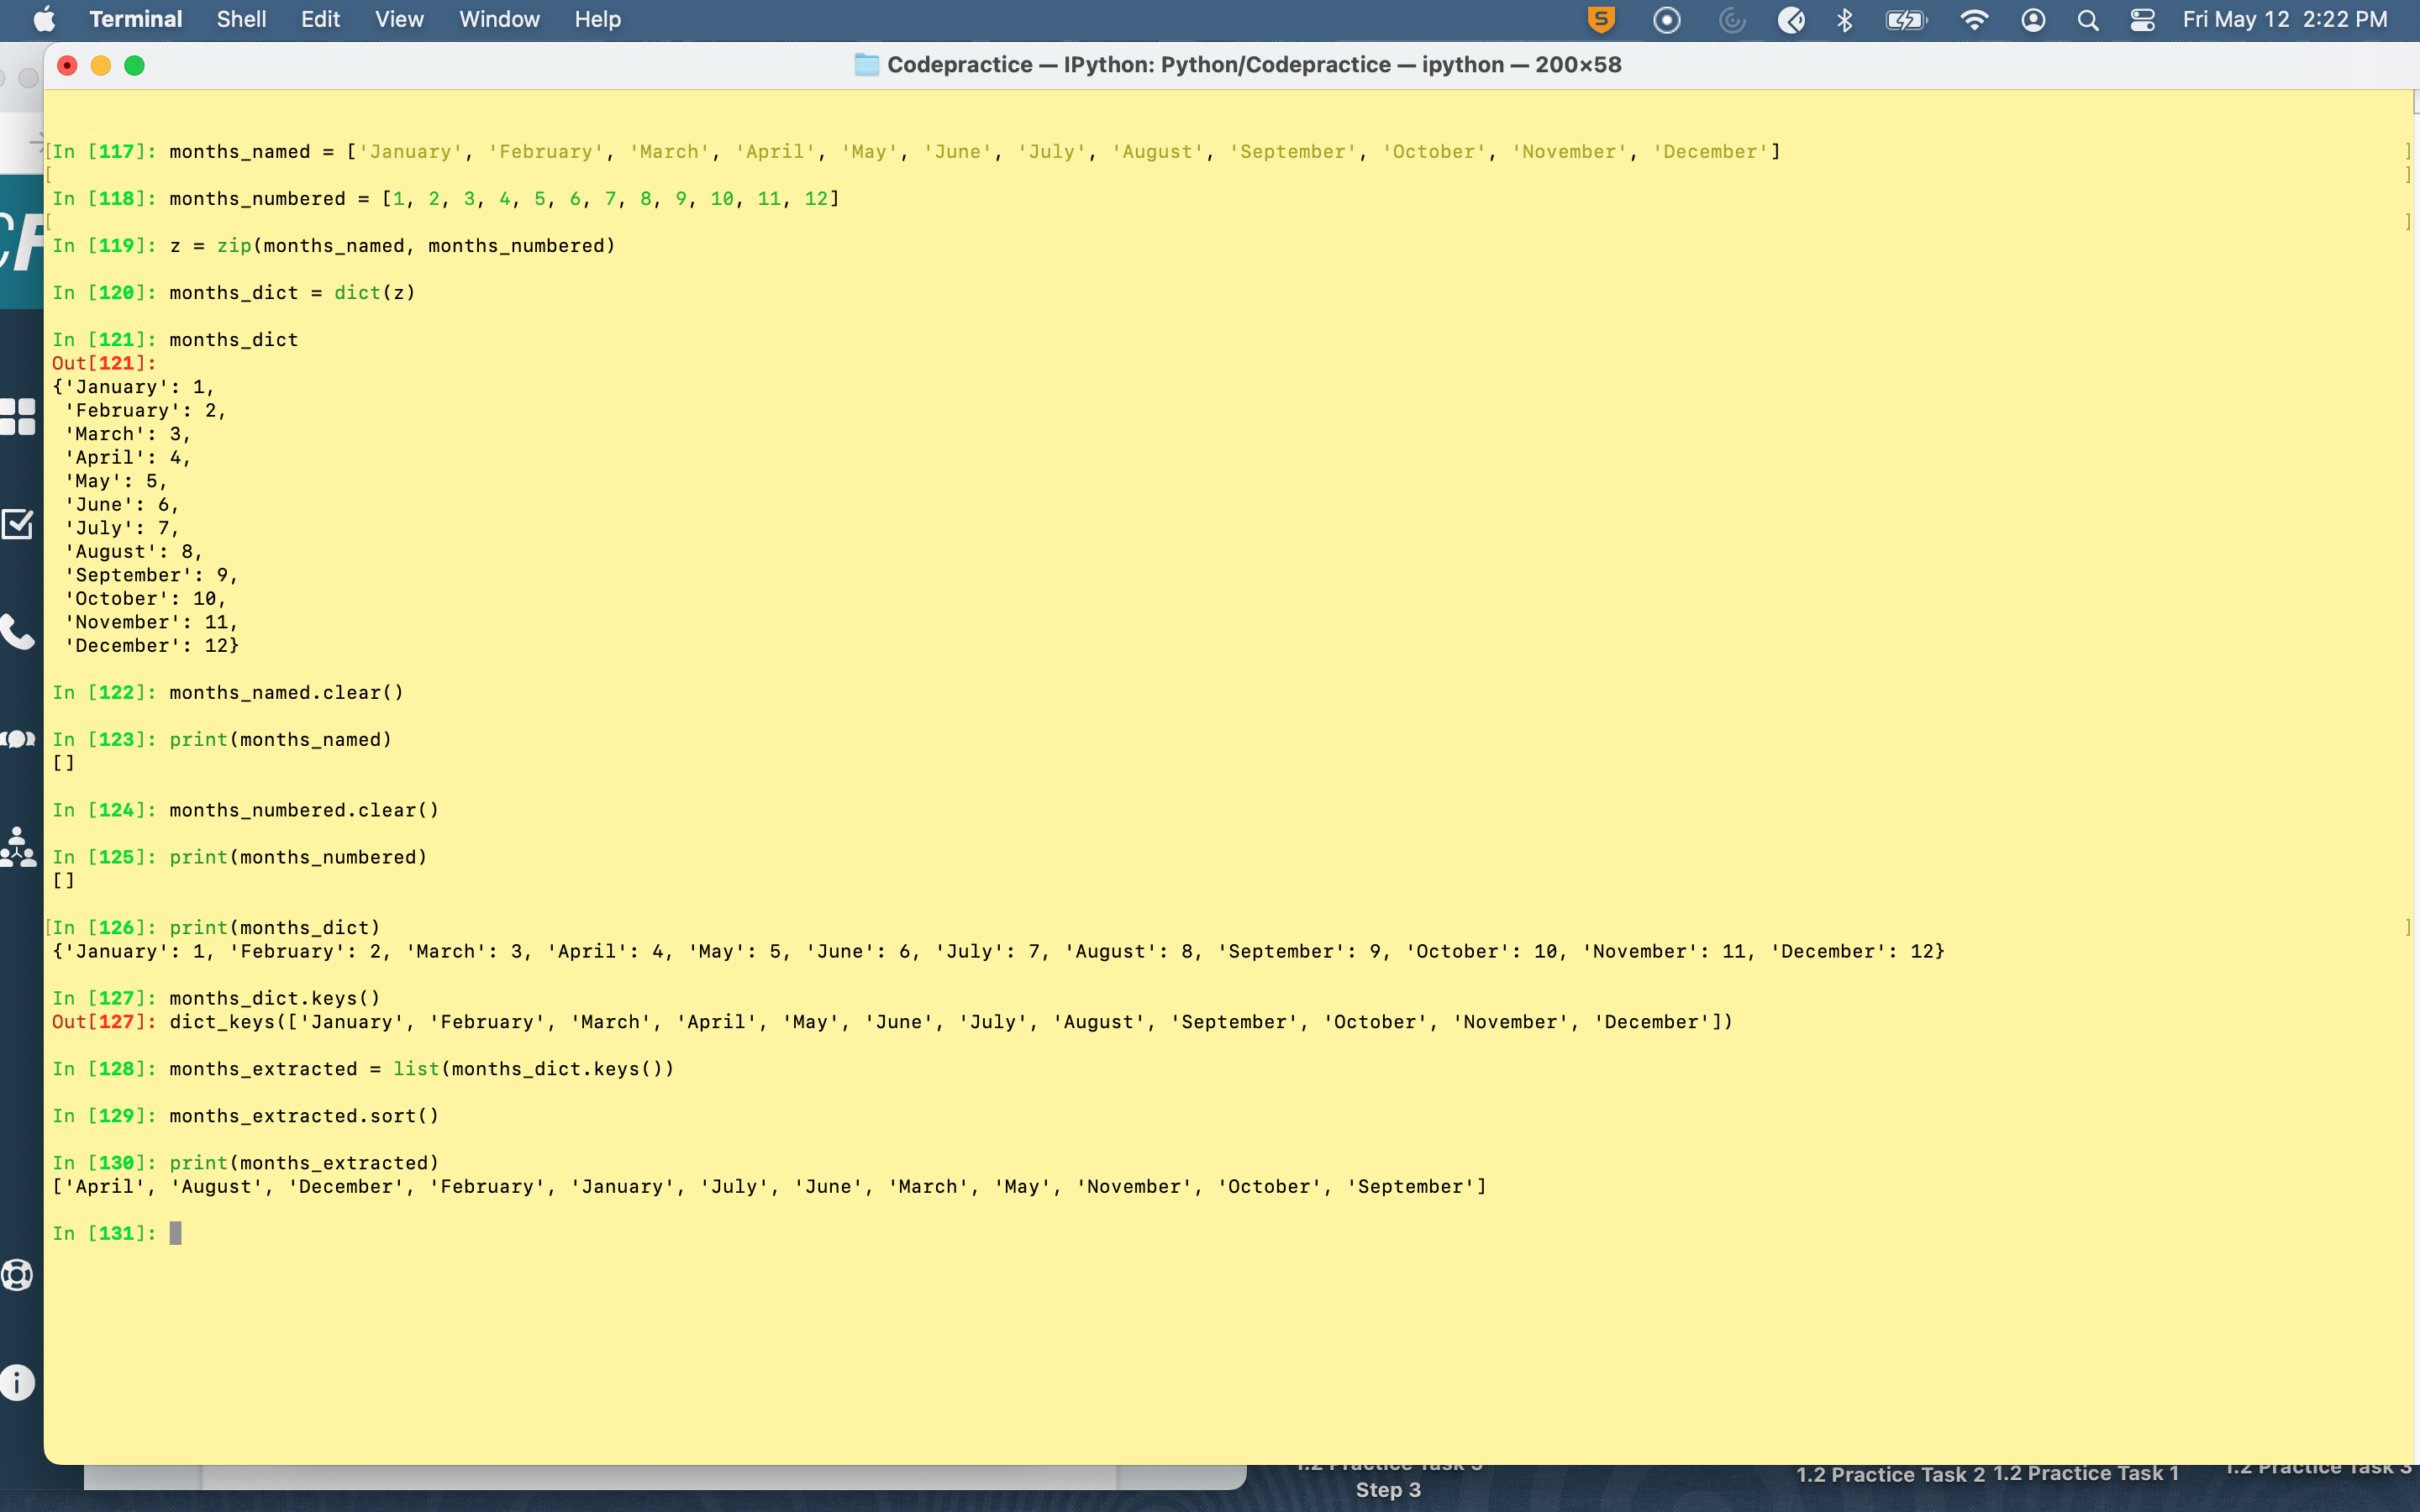 Terminal Shell Edit View Window Help Fri May 12 2:22 PM
Codepractice — IPython: Python/Codepractice — ipython — 200×58
In [117]: months_named = ['January', 'February', 'March', 'April', 'May', 'June', 'July', 'August', 'September', 'October', 'November', 'December']
In [118]: months_numbered = [1, 2, 3, 4, 5, 6, 7, 8, 9, 10, 11, 12]
In [119]: z = zip(months_named, months_numbered)
In [120]: months_dict = dict(z)
In [121]: months_dict
Out[121]:
{'January': 1,
 'February': 2,
 'March': 3,
 'April': 4,
 'May': 5,
 'June': 6,
 'July': 7,
 'August': 8,
 'September': 9,
 'October': 10,
 'November': 11,
 'December': 12}
In [122]: months_named.clear()
In [123]: print(months_named)
[]
In [124]: months_numbered.clear()
In [125]: print(months_numbered)
[]
In [126]: print(months_dict)
{'January': 1, 'February': 2, 'March': 3, 'April': 4, 'May': 5, 'June': 6, 'July': 7, 'August': 8, 'September': 9, 'October': 10, 'November': 11, 'December': 12}
In [127]: months_dict.keys()
Out[127]: dict_keys(['January', 'February', 'March', 'April', 'May', 'June', 'July', 'August', 'September', 'October', 'November', 'December'])
In [128]: months_extracted = list(months_dict.keys())
In [129]: months_extracted.sort()
In [130]: print(months_extracted)
['April', 'August', 'December', 'February', 'January', 'July', 'June', 'March', 'May', 'November', 'October', 'September']
In [131]:
1.2 Practice Task 3
Step 3
1.2 Practice Task 2 1.2 Practice Task 1 1.2 Practice Task 3